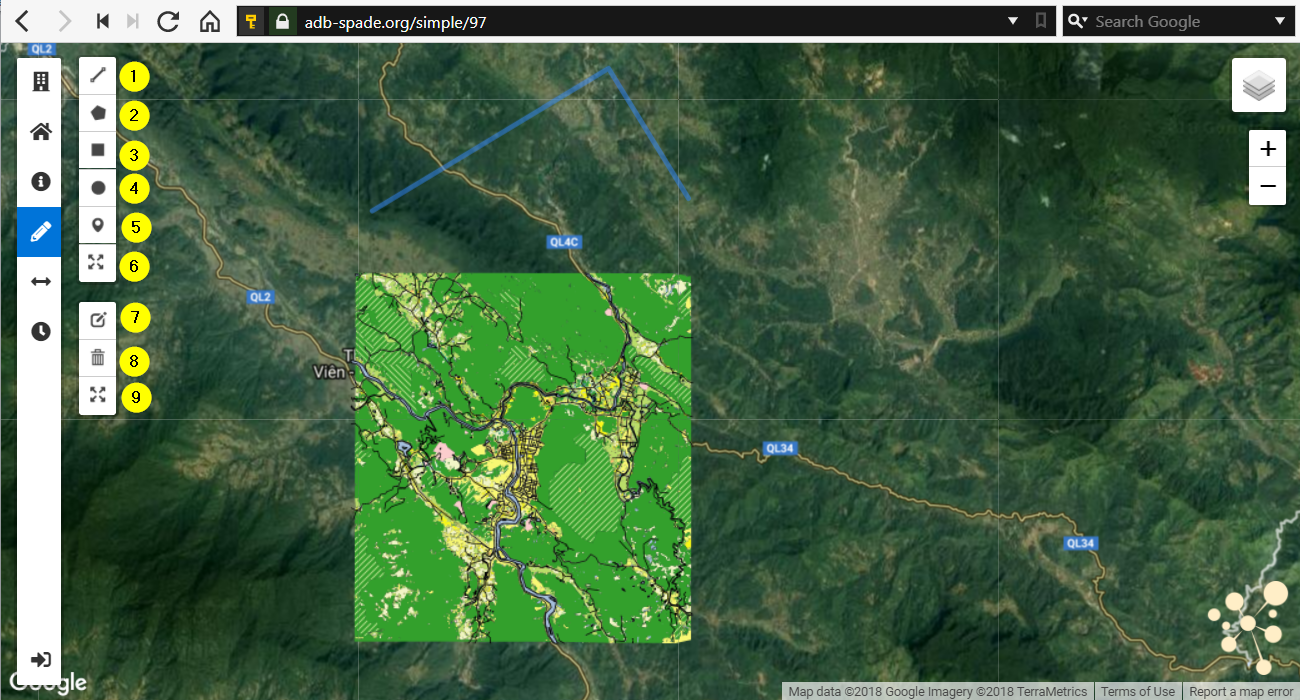 adb-spade.org/simple/97
Search Google
QL2
1
2
3
4
5
6
7
8
9
+
−
QL4C
QL2
T
Viên -
QL34
QL34
Google
Map data ©2018 Google Imagery ©2018 TerraMetrics
Terms of Use
Report a map error